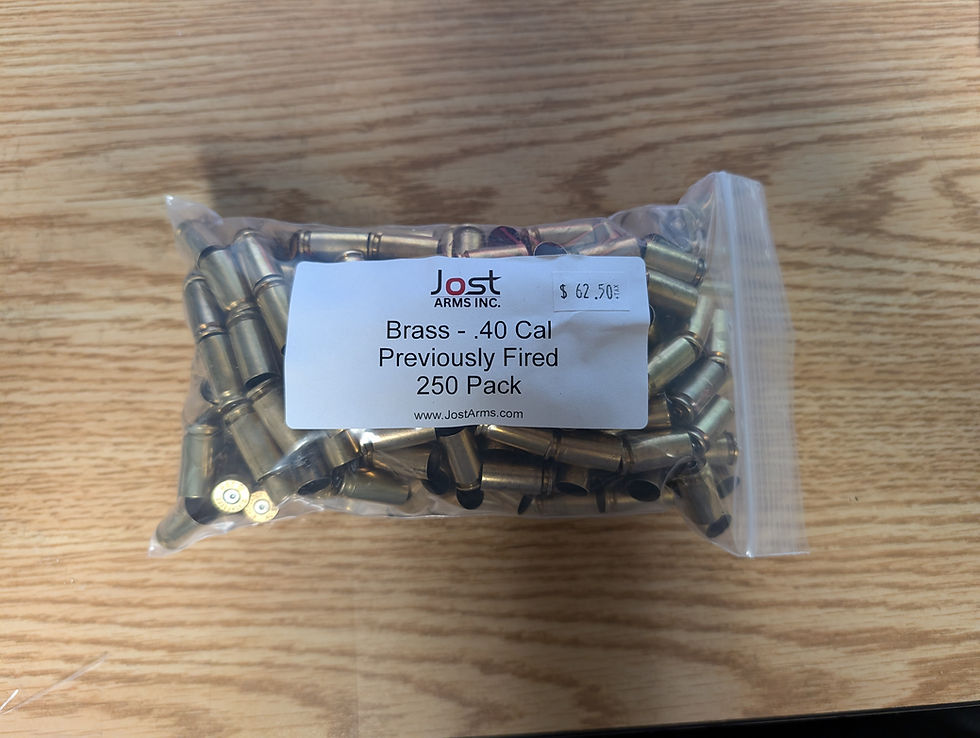 Jost
ARMS INC.
$ 62.50
Brass - .40 Cal
Previously Fired
250 Pack
www.JostArms.com